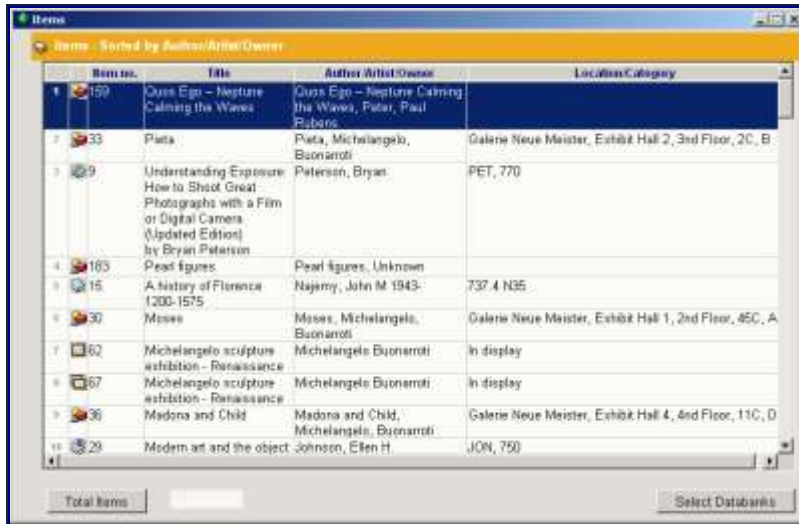 Items
Items - Sorted by Author/Artist/Owner
Item no. Title Author/Artist/Owner Location/Category
1 159 Quos Ego – Neptune Calming the Waves Quos Ego – Neptune Calming the Waves, Peter, Paul Rubens
2 33 Pieta Pieta, Michelangelo, Buonarroti Galerie Neue Meister, Exhibit Hall 2, 3nd Floor, 2C, B
3 9 Understanding Exposure How to Shoot Great Photographs with a Film or Digital Camera (Updated Edition) by Bryan Peterson Peterson, Bryan PET, 770
4 183 Pearl figures Pearl figures, Unknown
5 15 A history of Florence 1200-1575 Najemy, John M 1943- 737.4 N35
6 30 Moses Moses, Michelangelo, Buonarroti Galerie Neue Meister, Exhibit Hall 1, 2nd Floor, 45C, A
7 62 Michelangelo sculpture exhibition - Renaissance Michelangelo Buonarroti In display
8 67 Michelangelo sculpture exhibition - Renaissance Michelangelo Buonarroti In display
9 36 Madona and Child Madona and Child, Michelangelo, Buonarroti Galerie Neue Meister, Exhibit Hall 4, 4nd Floor, 11C, D
10 29 Modern art and the object Johnson, Ellen H. JON, 750
Total Items Select Databanks